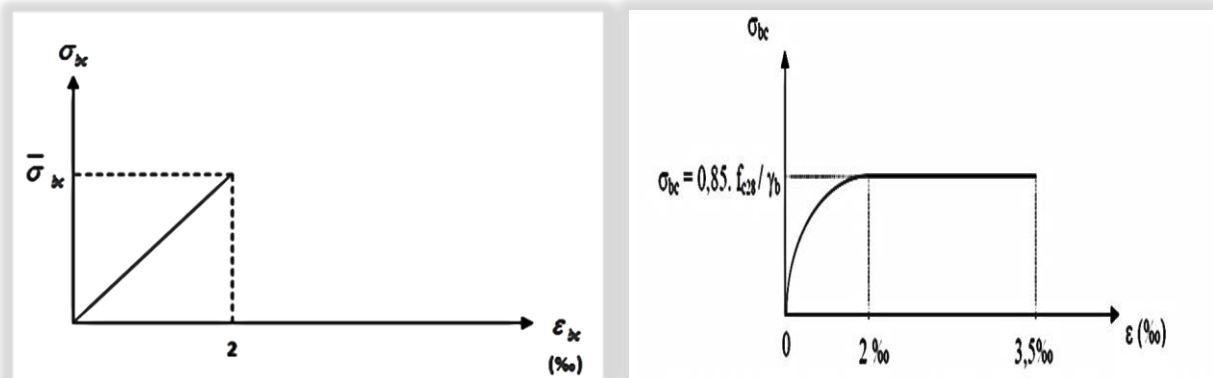 σbc
σ̄bc
2
εbc
(‰)
σbc
σbc = 0,85. fc28 / γb
0
2 ‰
3,5‰
ε (‰)